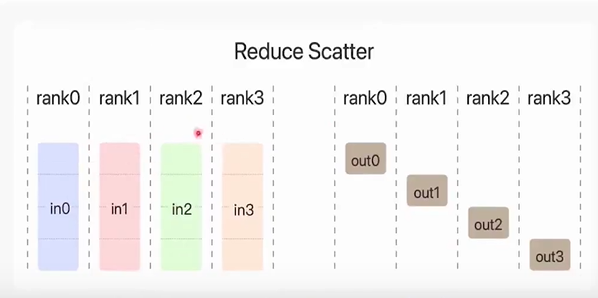 Reduce Scatter
rank0 rank1 rank2 rank3 rank0 rank1 rank2 rank3
out0
out1
in0 in1 in2 in3
out2
out3